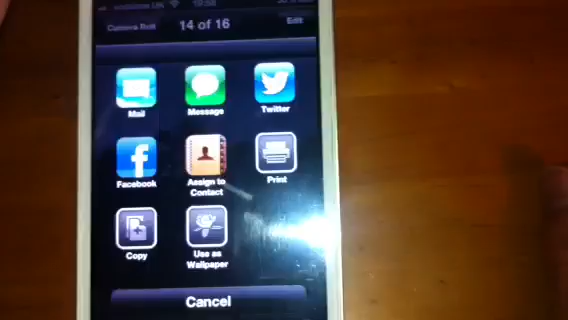 vodafone UK 19:58
Camera Roll 14 of 16 Edit
Mail Message Twitter
Facebook Assign to Contact Print
Copy Use as Wallpaper
Cancel